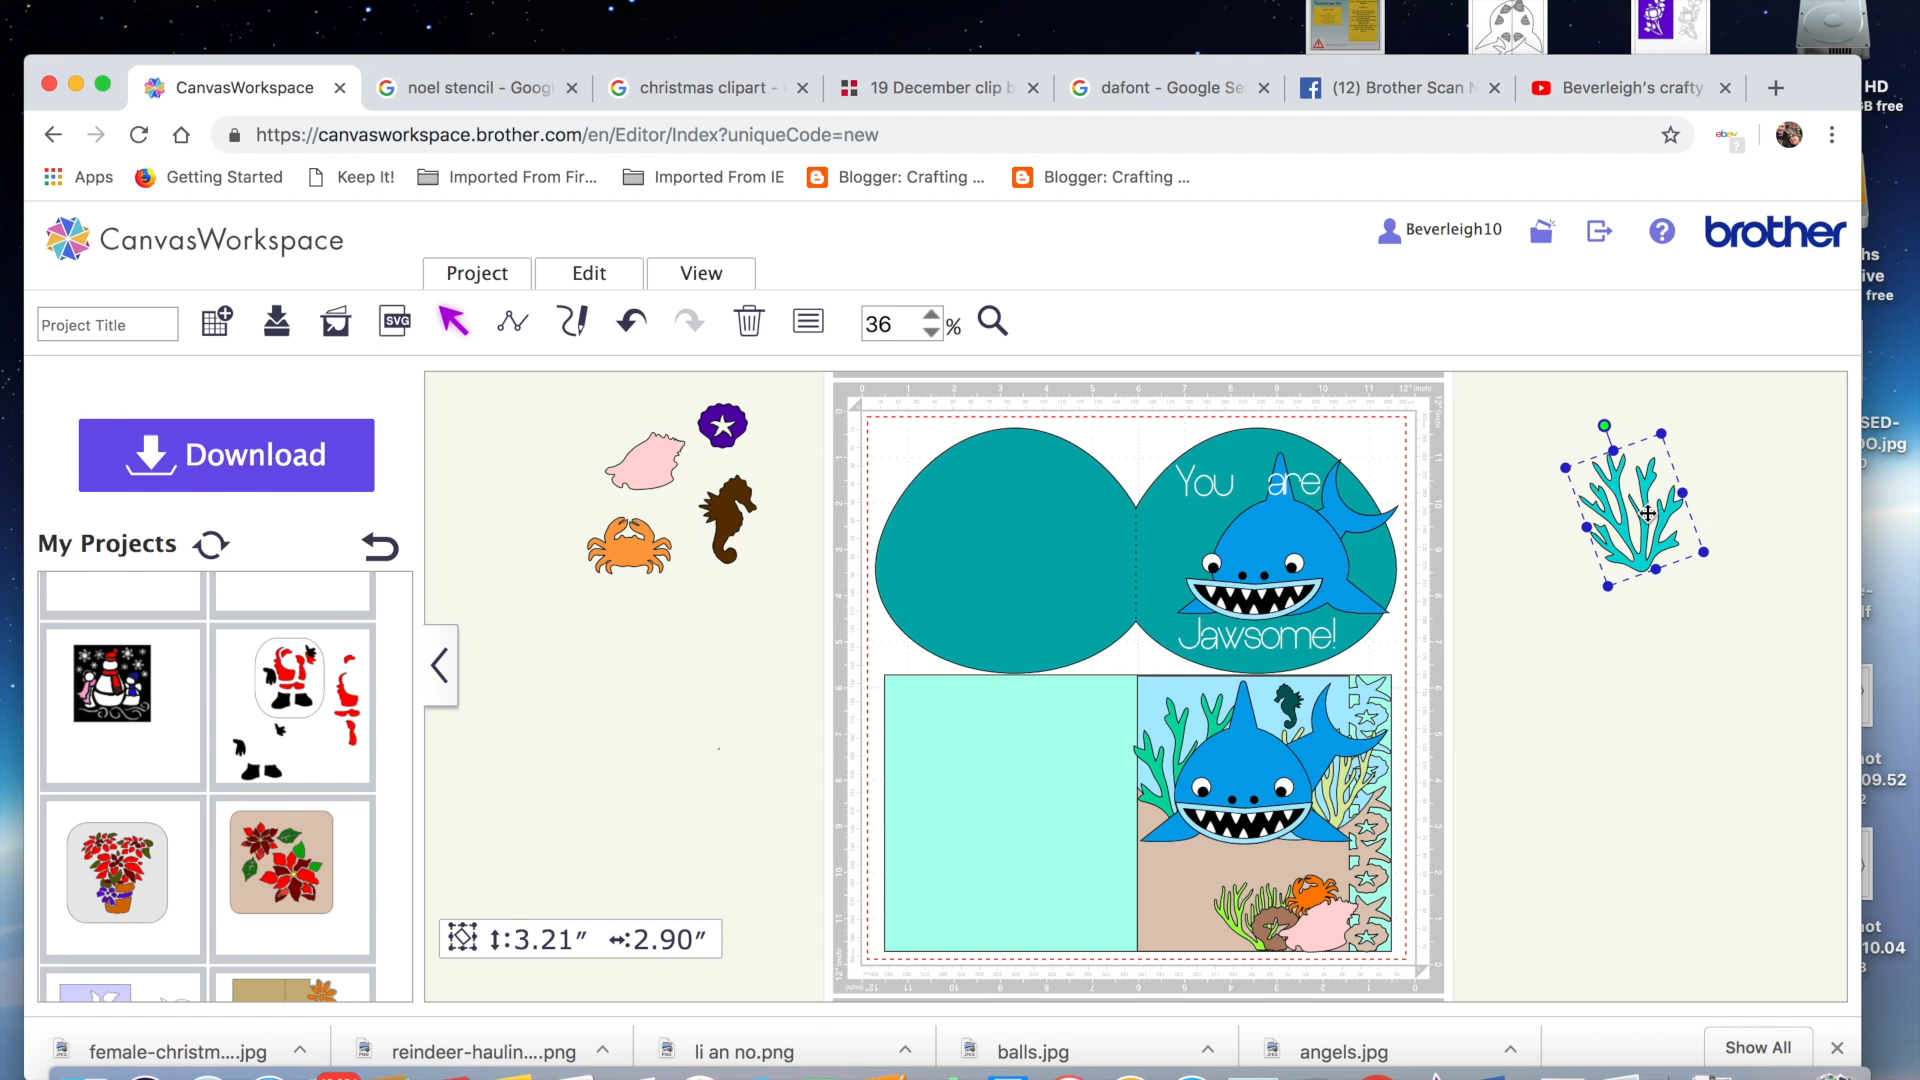 HD
GB free
CanvasWorkspace
noel stencil - Googl
christmas clipart -
19 December clip b
dafont - Google Se
(12) Brother Scan N
Beverleigh's crafty
https://canvasworkspace.brother.com/en/Editor/Index?uniqueCode=new
ebay
?
Apps
Getting Started
Keep It!
Imported From Fir...
Imported From IE
Blogger: Crafting ...
Blogger: Crafting ...
CanvasWorkspace
Beverleigh10
?
brother
Project
Edit
View
Project Title
SVG
36
%
Download
My Projects
You are
Jawsome!
↕:3.21″ ↔:2.90″
female-christm....jpg
reindeer-haulin....png
li an no.png
balls.jpg
angels.jpg
Show All